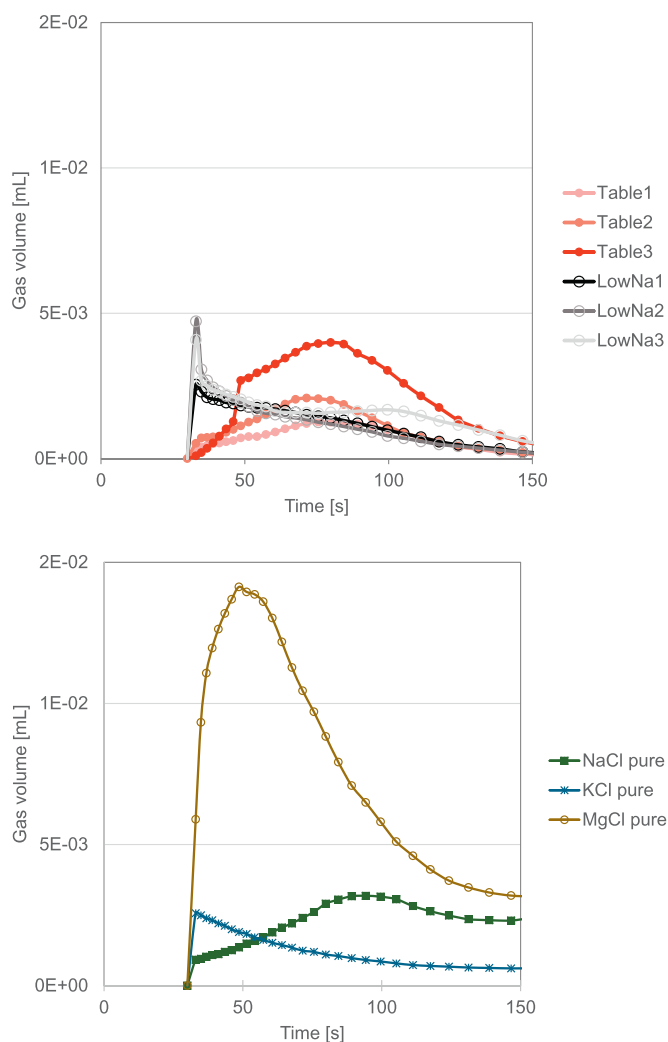 2E-02
1E-02
5E-03
0E+00
Gas volume [mL]
0
50
100
150
Time [s]
Table1
Table2
Table3
LowNa1
LowNa2
LowNa3
2E-02
1E-02
5E-03
0E+00
Gas volume [mL]
0
50
100
150
Time [s]
NaCl pure
KCl pure
MgCl pure